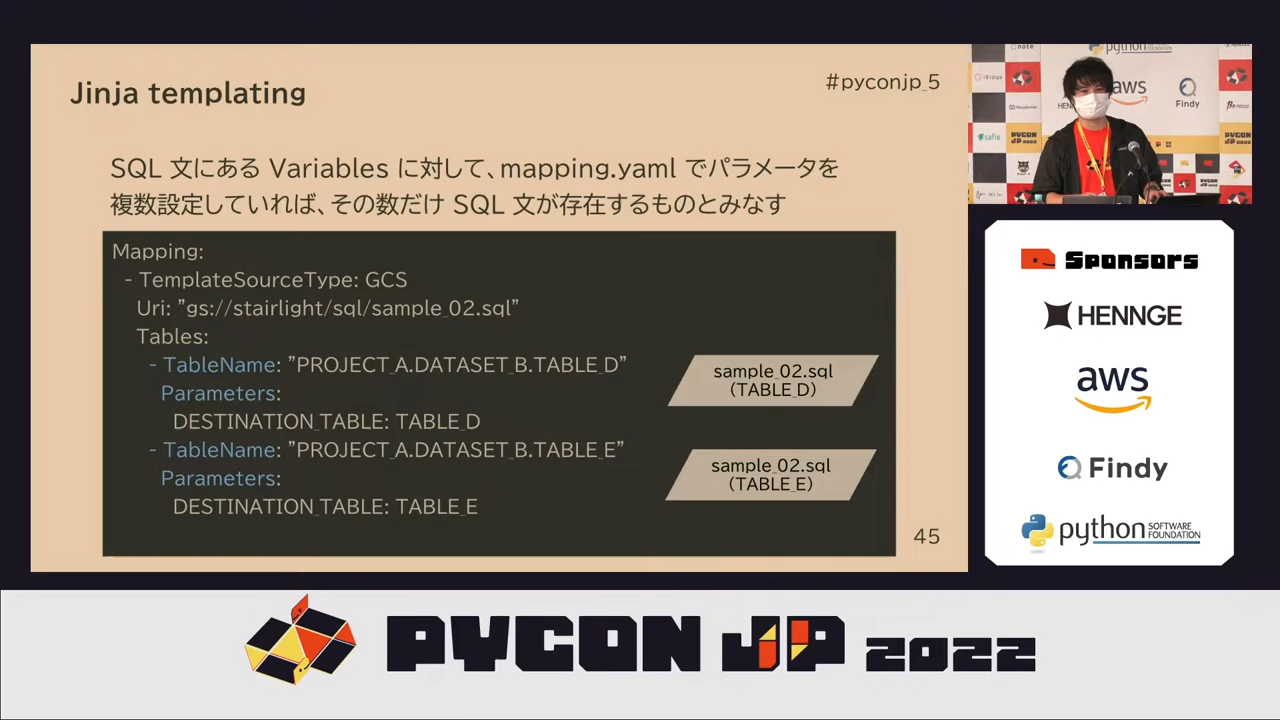 Jinja templating
#pyconjp_5
SQL 文にある Variables に対して、mapping.yaml でパラメータを
複数設定していれば、その数だけ SQL 文が存在するものとみなす
Mapping:
- TemplateSourceType: GCS
Uri: ”gs://stairlight/sql/sample_02.sql”
Tables:
- TableName: ”PROJECT_A.DATASET_B.TABLE_D”
Parameters:
DESTINATION_TABLE: TABLE_D
- TableName: ”PROJECT_A.DATASET_B.TABLE_E”
Parameters:
DESTINATION_TABLE: TABLE_E
sample_02.sql
（TABLE_D）
sample_02.sql
（TABLE_E）
45
python
aws
Findy
safie
Sponsors
HENNGE
aws
Findy
python SOFTWARE
FOUNDATION
PYCON JP 2022